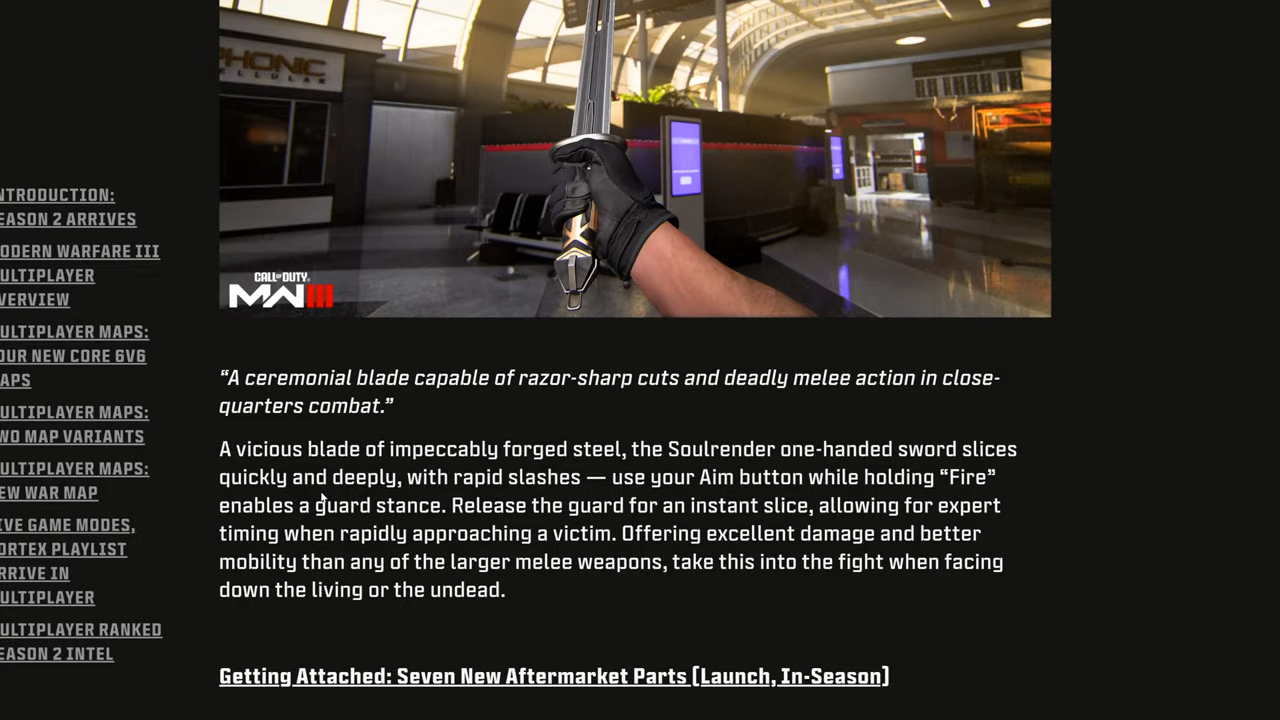 PHONIC
CELLULAR
CALL OF DUTY
MWIII
NTRODUCTION:
EASON 2 ARRIVES
ODERN WARFARE III
ULTIPLAYER
VERVIEW
ULTIPLAYER MAPS:
OUR NEW CORE 6V6
APS
ULTIPLAYER MAPS:
WO MAP VARIANTS
ULTIPLAYER MAPS:
EW WAR MAP
IVE GAME MODES,
ORTEX PLAYLIST
RRIVE IN
ULTIPLAYER
ULTIPLAYER RANKED
EASON 2 INTEL
“A ceremonial blade capable of razor-sharp cuts and deadly melee action in close-
quarters combat.”
A vicious blade of impeccably forged steel, the Soulrender one-handed sword slices
quickly and deeply, with rapid slashes — use your Aim button while holding “Fire”
enables a guard stance. Release the guard for an instant slice, allowing for expert
timing when rapidly approaching a victim. Offering excellent damage and better
mobility than any of the larger melee weapons, take this into the fight when facing
down the living or the undead.
Getting Attached: Seven New Aftermarket Parts (Launch, In-Season)